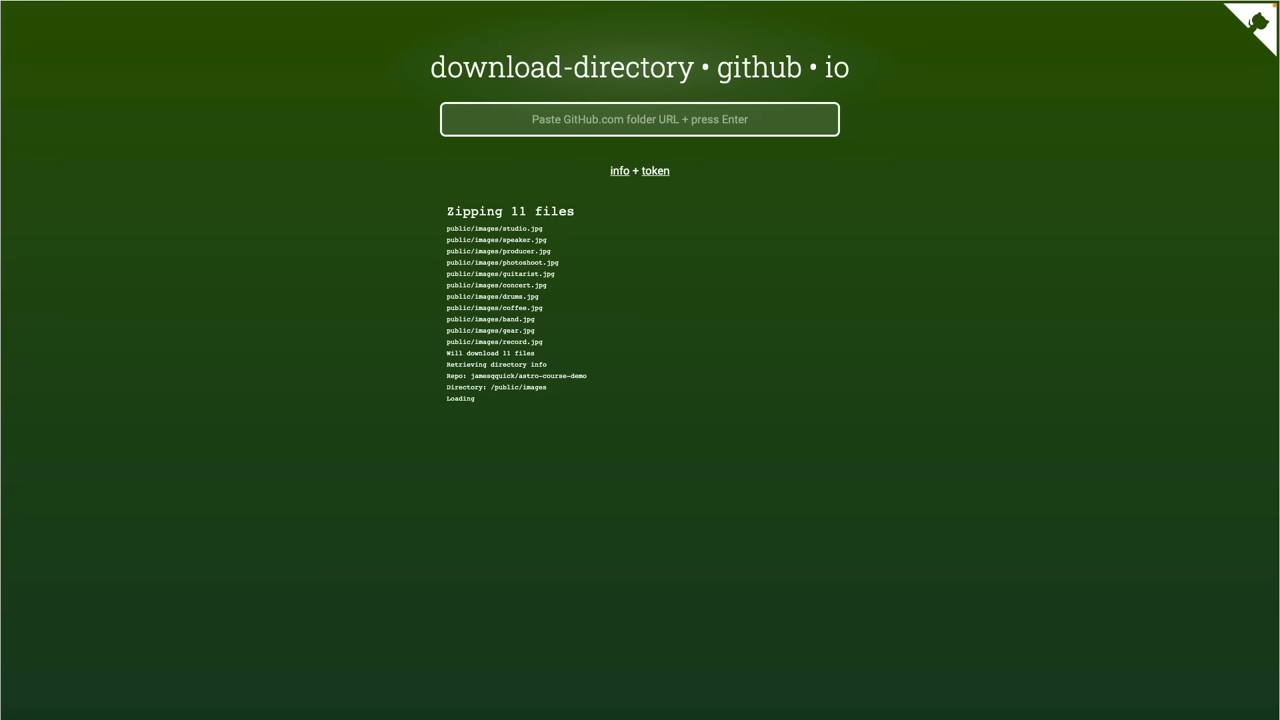 download-directory • github • io
Paste GitHub.com folder URL + press Enter
info + token
Zipping 11 files
public/images/studio.jpg
public/images/speaker.jpg
public/images/producer.jpg
public/images/photoshoot.jpg
public/images/guitarist.jpg
public/images/concert.jpg
public/images/drums.jpg
public/images/coffee.jpg
public/images/band.jpg
public/images/gear.jpg
public/images/record.jpg
Will download 11 files
Retrieving directory info
Repo: jamesqquick/astro-course-demo
Directory: /public/images
Loading